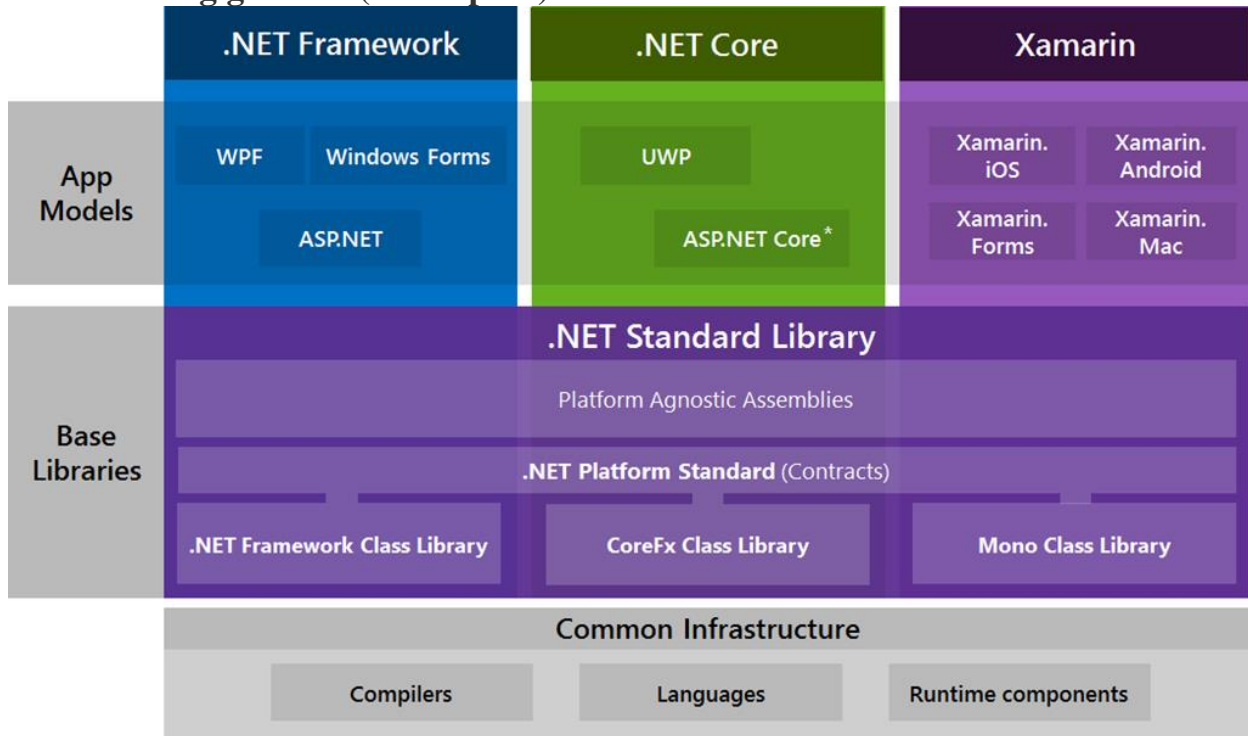 .NET Framework
.NET Core
Xamarin
App
Models
WPF
Windows Forms
ASP.NET
UWP
ASP.NET Core*
Xamarin.
iOS
Xamarin.
Android
Xamarin.
Forms
Xamarin.
Mac
Base
Libraries
.NET Standard Library
Platform Agnostic Assemblies
.NET Platform Standard (Contracts)
.NET Framework Class Library
CoreFx Class Library
Mono Class Library
Common Infrastructure
Compilers
Languages
Runtime components